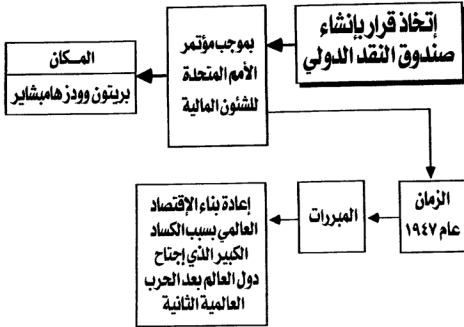 إتخاذ قرار بإنشاء
صندوق النقد الدولي
بموجب مؤتمر
الأمم المتحدة
للشئون المالية
المــكــان
بريتون وودز هامبشاير
الزمان
عام ١٩٤٧
المبررات
إعادة بناء الإقتصاد
العالمي بسبب الكساد
الكبير الذي إجتاح
دول العالم بعد الحرب
العالمية الثانية